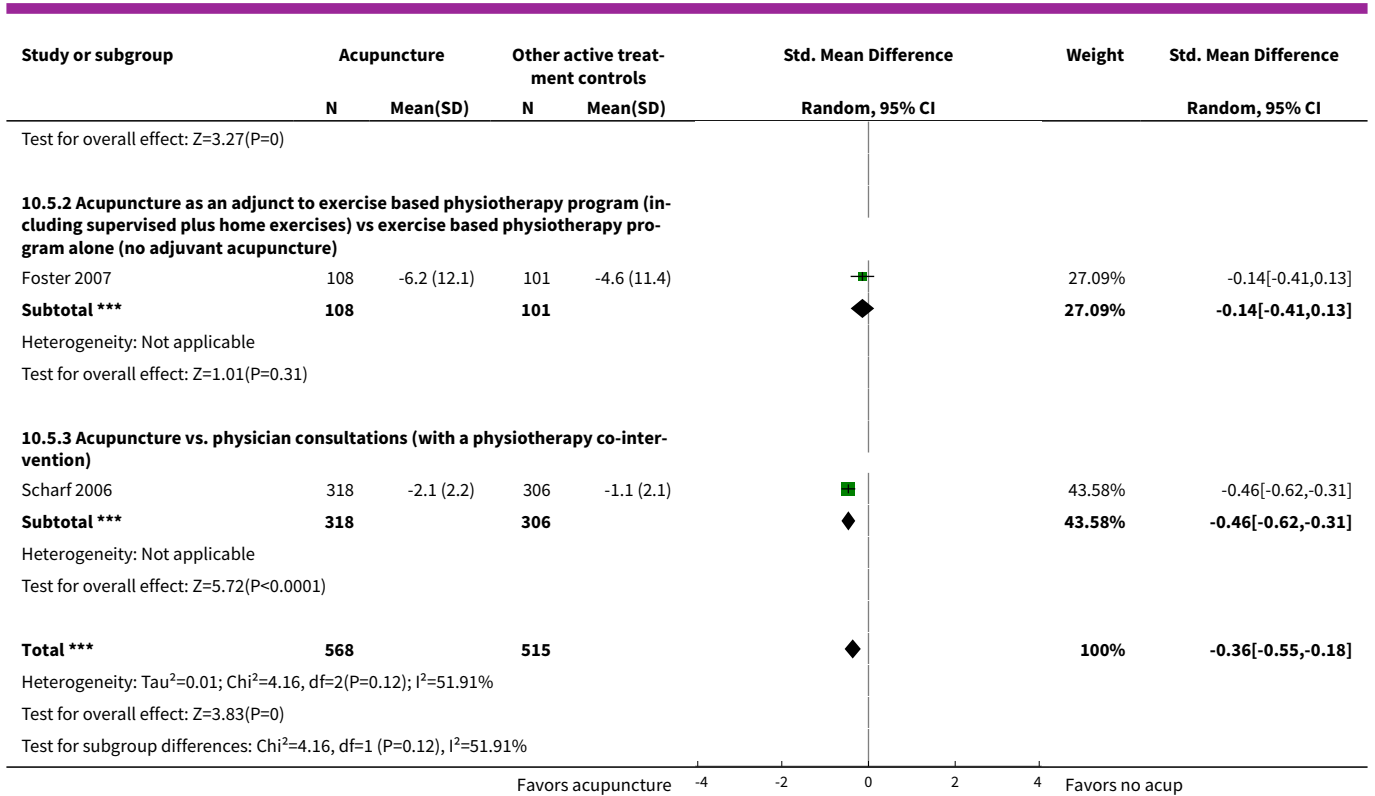 Study or subgroup Acupuncture Other active treat- Std. Mean Difference Weight Std. Mean Difference
ment controls
N Mean(SD) N Mean(SD) Random, 95% CI Random, 95% CI
Test for overall effect: Z=3.27(P=0)
10.5.2 Acupuncture as an adjunct to exercise based physiotherapy program (in-
cluding supervised plus home exercises) vs exercise based physiotherapy pro-
gram alone (no adjuvant acupuncture)
Foster 2007 108 -6.2 (12.1) 101 -4.6 (11.4) 27.09% -0.14[-0.41,0.13]
Subtotal *** 108 101 27.09% -0.14[-0.41,0.13]
Heterogeneity: Not applicable
Test for overall effect: Z=1.01(P=0.31)
10.5.3 Acupuncture vs. physician consultations (with a physiotherapy co-inter-
vention)
Scharf 2006 318 -2.1 (2.2) 306 -1.1 (2.1) 43.58% -0.46[-0.62,-0.31]
Subtotal *** 318 306 43.58% -0.46[-0.62,-0.31]
Heterogeneity: Not applicable
Test for overall effect: Z=5.72(P<0.0001)
Total *** 568 515 100% -0.36[-0.55,-0.18]
Heterogeneity: Tau²=0.01; Chi²=4.16, df=2(P=0.12); I²=51.91%
Test for overall effect: Z=3.83(P=0)
Test for subgroup differences: Chi²=4.16, df=1 (P=0.12), I²=51.91%
Favors acupuncture -4 -2 0 2 4 Favors no acup